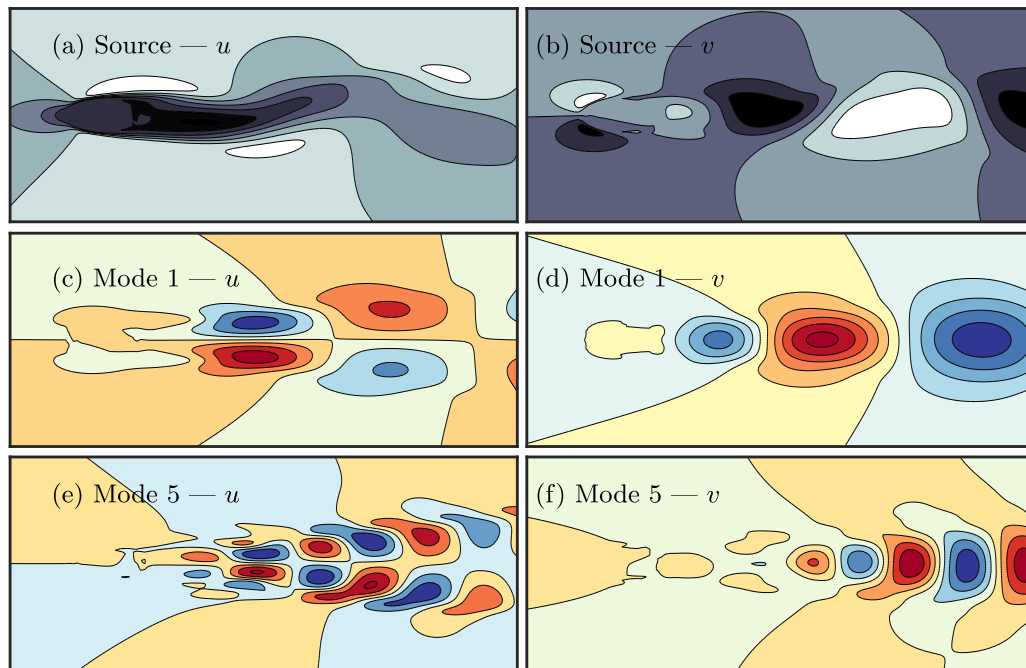 (a) Source — u
(b) Source — v
(c) Mode 1 — u
(d) Mode 1 — v
(e) Mode 5 — u
(f) Mode 5 — v